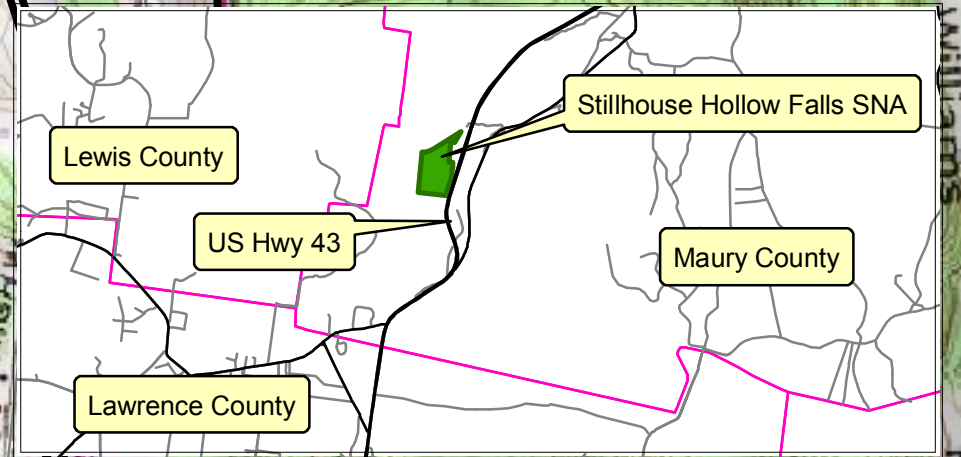 Stillhouse Hollow Falls SNA
Lewis County
US Hwy 43
Maury County
Lawrence County